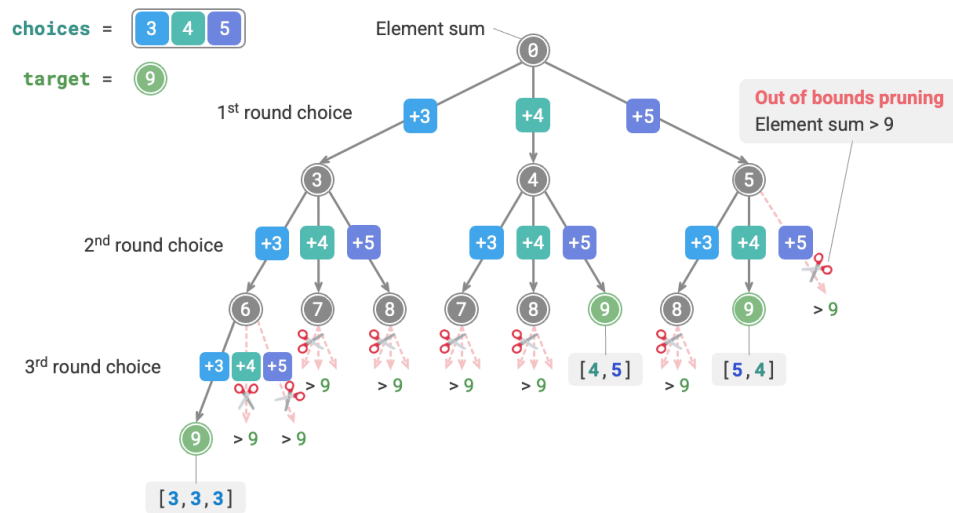 choices = 3 4 5
Element sum
0
target = 9
Out of bounds pruning
Element sum > 9
1st round choice
+3 +4 +5
3 4 5
2nd round choice
+3 +4 +5 +3 +4 +5 +3 +4 +5
6 7 8 7 8 9 8 9 > 9
3rd round choice
+3 +4 +5
> 9 > 9 > 9 > 9 [4,5] > 9 [5,4]
9 > 9 > 9
[3,3,3]